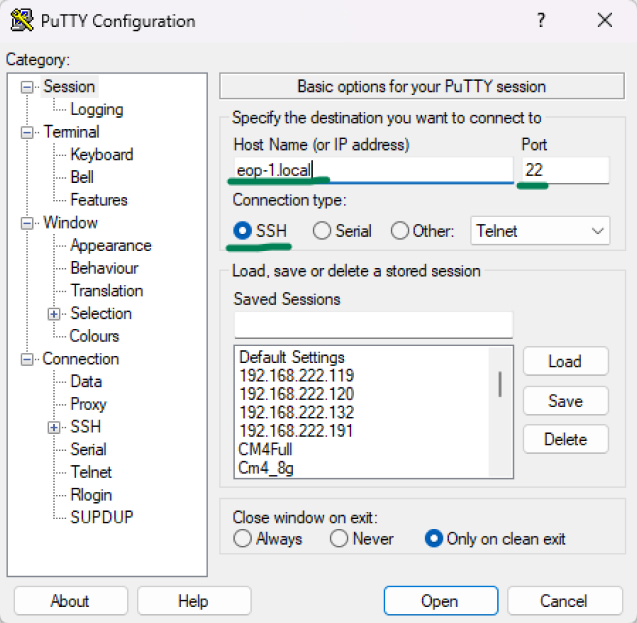 PuTTY Configuration
?
Category:
Session
Logging
Terminal
Keyboard
Bell
Features
Window
Appearance
Behaviour
Translation
Selection
Colours
Connection
Data
Proxy
SSH
Serial
Telnet
Rlogin
SUPDUP
Basic options for your PuTTY session
Specify the destination you want to connect to
Host Name (or IP address) Port
eop-1.local 22
Connection type:
SSH Serial Other: Telnet
Load, save or delete a stored session
Saved Sessions
Default Settings
192.168.222.119
192.168.222.120
192.168.222.132
192.168.222.191
CM4Full
Cm4_8g
Load
Save
Delete
Close window on exit:
Always Never Only on clean exit
About Help Open Cancel